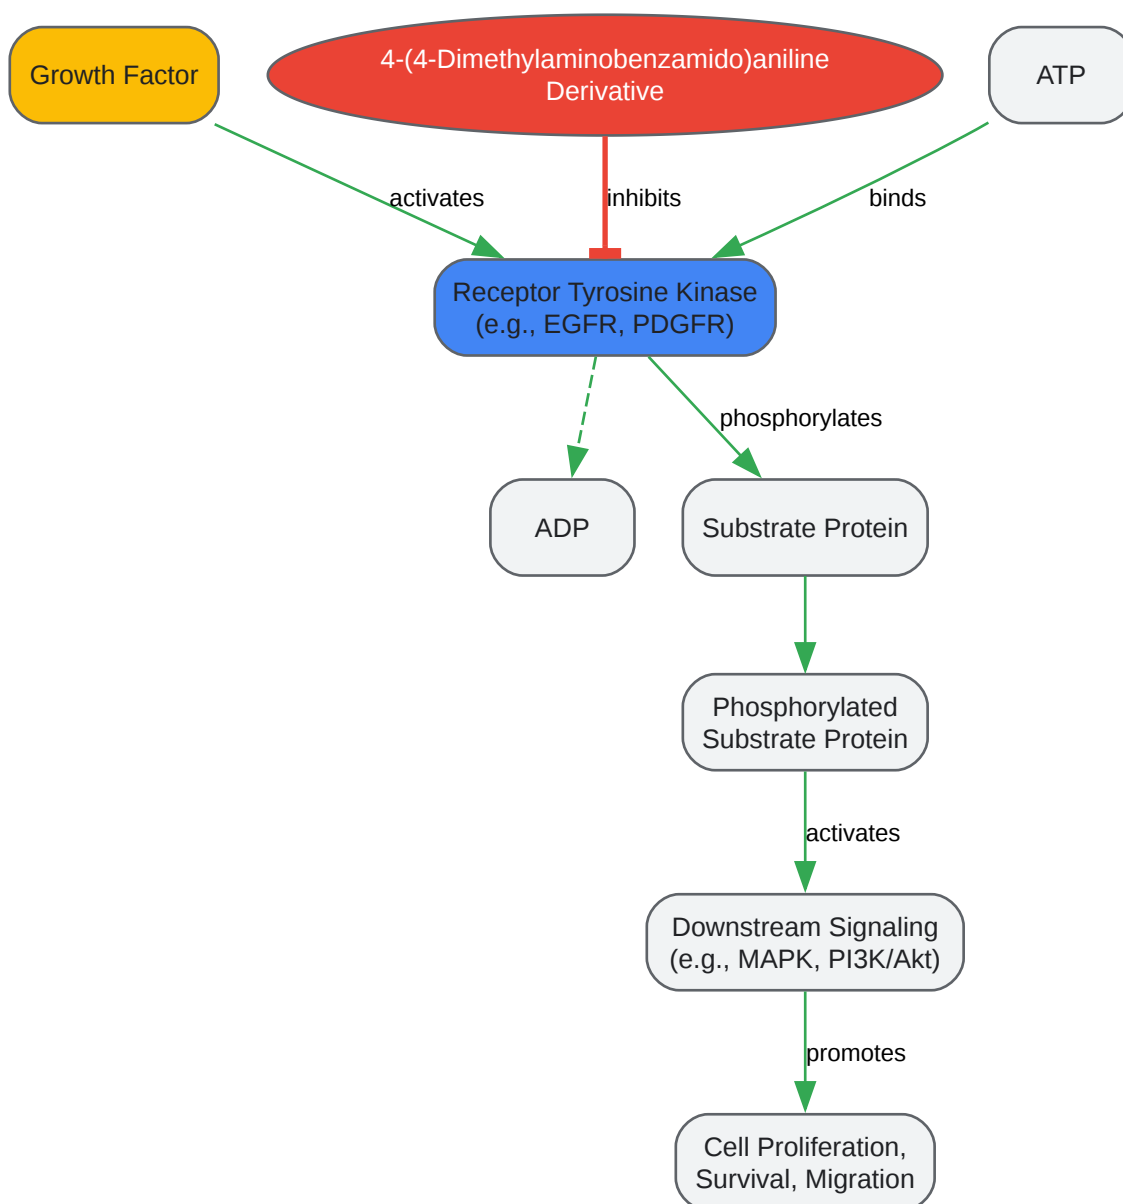 Growth Factor
4-(4-Dimethylaminobenzamido)aniline
Derivative
ATP
activates
inhibits
binds
Receptor Tyrosine Kinase
(e.g., EGFR, PDGFR)
phosphorylates
ADP
Substrate Protein
Phosphorylated
Substrate Protein
activates
Downstream Signaling
(e.g., MAPK, PI3K/Akt)
promotes
Cell Proliferation,
Survival, Migration